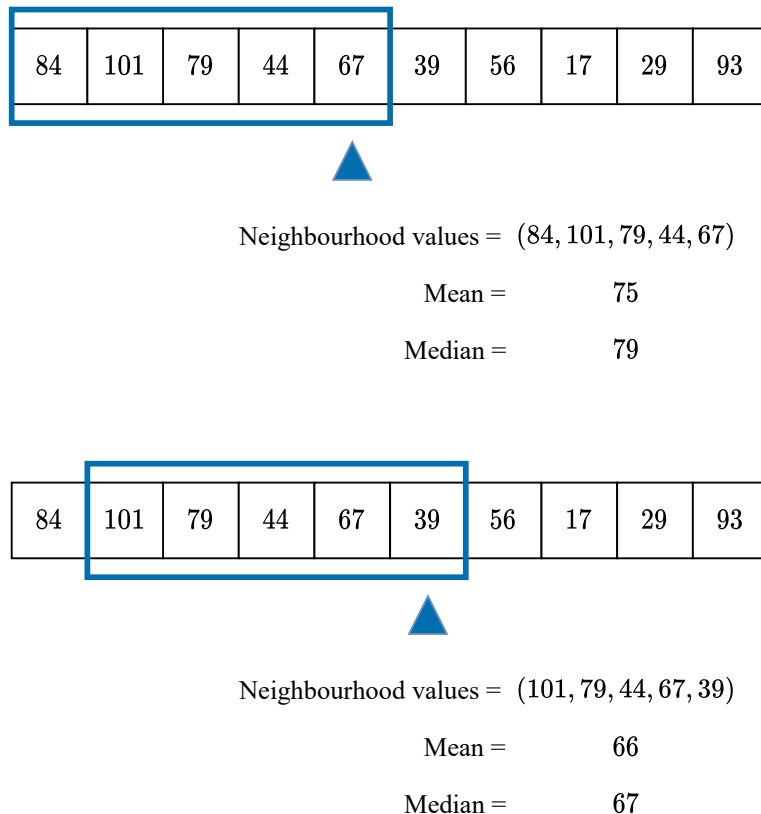 84 101 79 44 67 39 56 17 29 93
Neighbourhood values = (84, 101, 79, 44, 67)
Mean = 75
Median = 79
84 101 79 44 67 39 56 17 29 93
Neighbourhood values = (101, 79, 44, 67, 39)
Mean = 66
Median = 67